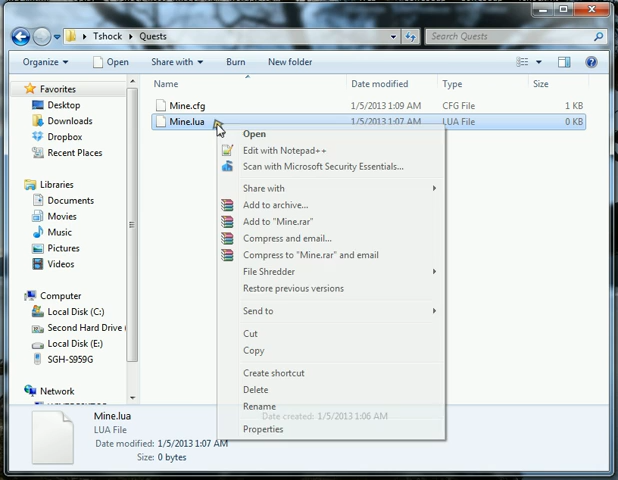 Tshock ▸ Quests
Search Quests
Organize
Open
Share with
Burn
New folder
Name
Date modified
Type
Size
Favorites
Desktop
Downloads
Dropbox
Recent Places
Libraries
Documents
Movies
Music
Pictures
Videos
Computer
Local Disk (C:)
Second Hard Drive
Local Disk (E:)
SGH-S959G
Network
Mine.cfg 1/5/2013 1:09 AM CFG File 1 KB
Mine.lua 1/5/2013 1:07 AM LUA File 0 KB
Open
Edit with Notepad++
Scan with Microsoft Security Essentials...
Share with
Add to archive...
Add to "Mine.rar"
Compress and email...
Compress to "Mine.rar" and email
File Shredder
Restore previous versions
Send to
Cut
Copy
Create shortcut
Delete
Rename
Properties
Mine.lua
LUA File
Date modified: 1/5/2013 1:07 AM
Size: 0 bytes
Date created: 1/5/2013 1:06 AM